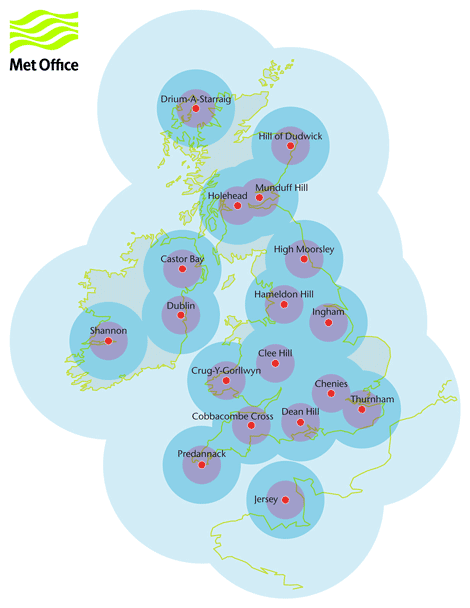 Met Office
Drium-A-Starraig
Hill of Dudwick
Munduff Hill
Holehead
High Moorsley
Castor Bay
Hameldon Hill
Dublin
Ingham
Shannon
Clee Hill
Crug-Y-Gorllwyn
Chenies
Thurnham
Cobbacombe Cross
Dean Hill
Predannack
Jersey